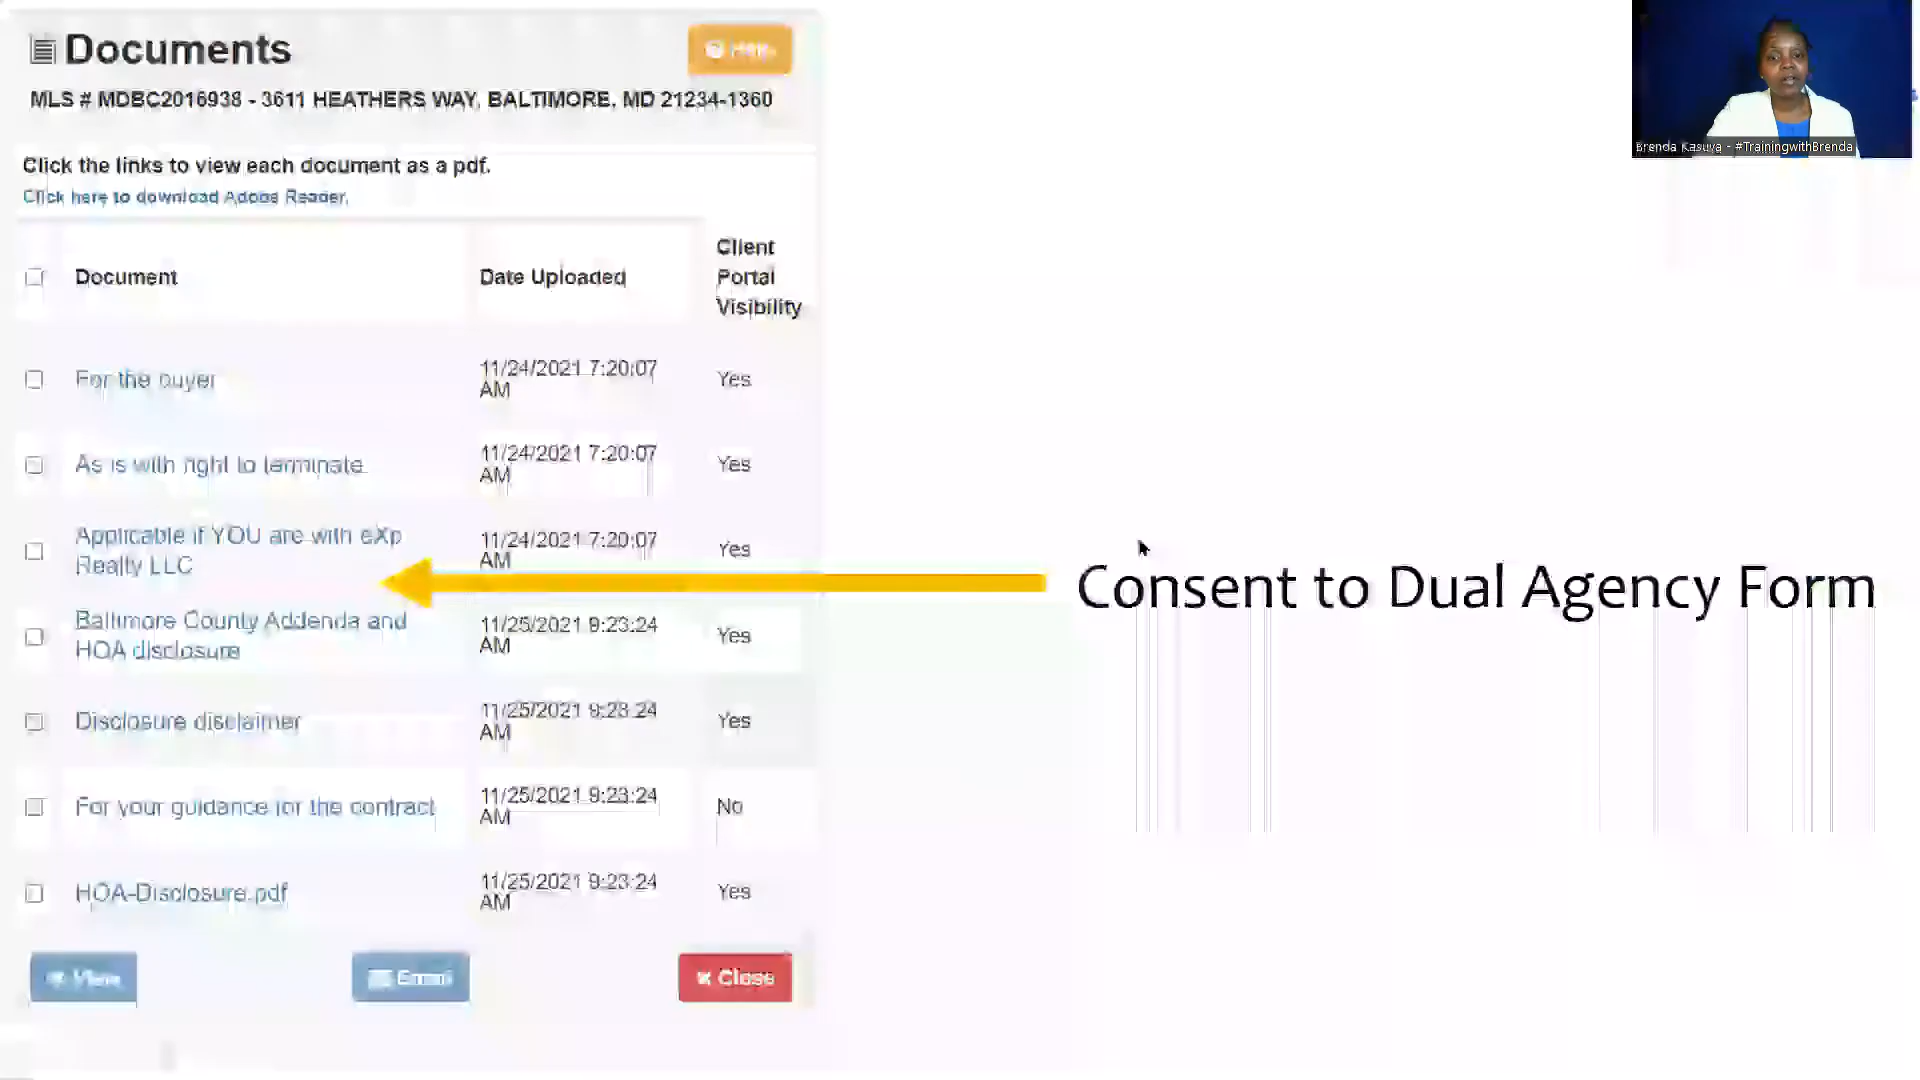 Documents
Help
MLS # MDBC2016938 - 3611 HEATHERS WAY, BALTIMORE, MD 21234-1360
Click the links to view each document as a pdf.
Click here to download Adobe Reader.
Document Date Uploaded Client Portal Visibility
For the buyer 11/24/2021 7:20:07 AM Yes
As is with right to terminate 11/24/2021 7:20:07 AM Yes
Applicable if YOU are with eXp Realty LLC 11/24/2021 7:20:07 AM Yes
Baltimore County Addenda and HOA disclosure 11/25/2021 9:23:24 AM Yes
Disclosure disclaimer 11/25/2021 9:23:24 AM Yes
For your guidance for the contract 11/25/2021 9:23:24 AM No
HOA-Disclosure.pdf 11/25/2021 9:23:24 AM Yes
View Email Close
Consent to Dual Agency Form
Brenda Kasuva - #TrainingwithBrenda